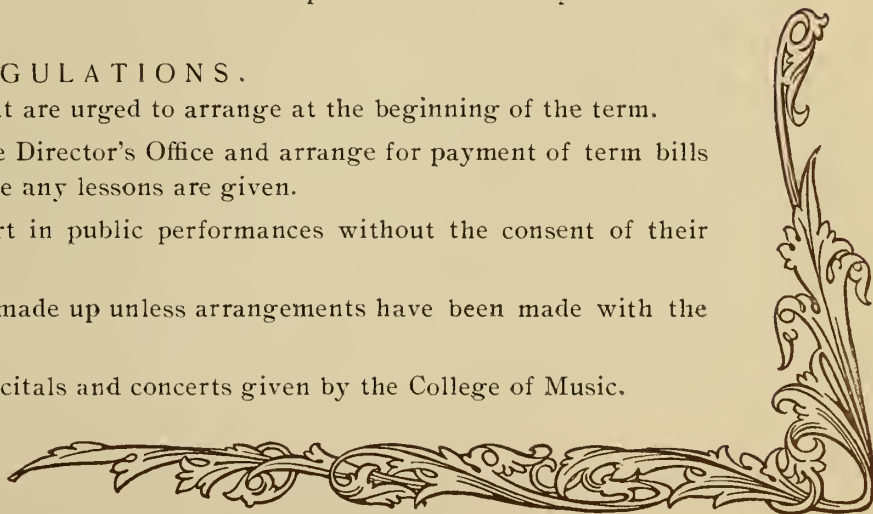 GULATIONS.
t are urged to arrange at the beginning of the term.
e Director's Office and arrange for payment of term bills
e any lessons are given.
rt in public performances without the consent of their
made up unless arrangements have been made with the
citals and concerts given by the College of Music.